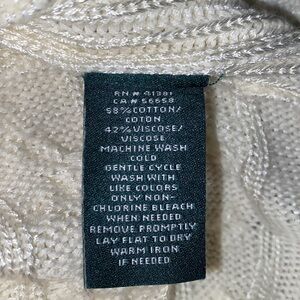 RN# 41381
CA# 56658
58% COTTON/
COTON
42% VISCOSE/
VISCOSE
MACHINE WASH
COLD
GENTLE CYCLE
WASH WITH
LIKE COLORS
ONLY NON-
CHLORINE BLEACH
WHEN NEEDED
REMOVE PROMPTLY
LAY FLAT TO DRY
WARM IRON
IF NEEDED